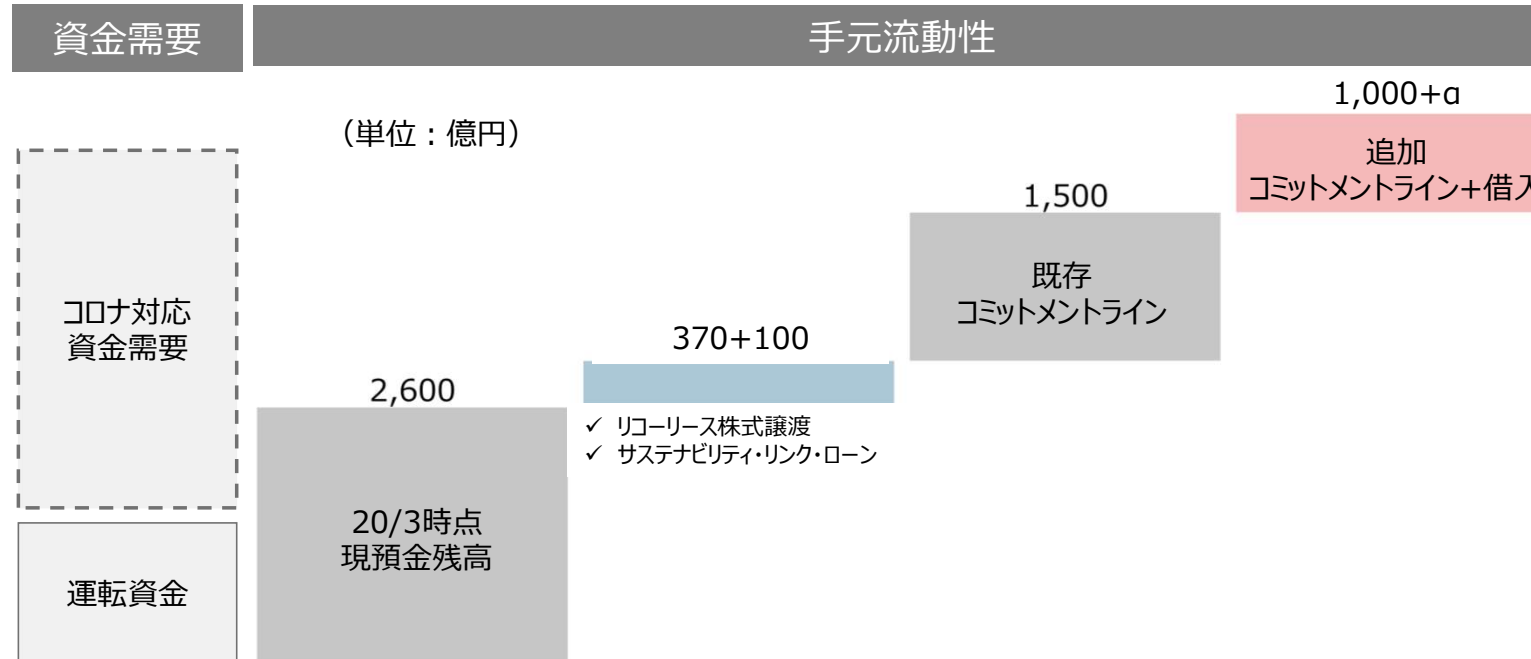 資金需要
手元流動性
(単位:億円)
コロナ対応
資金需要
運転資金
2,600
20/3時点
現預金残高
370+100
✓ リコーリース株式譲渡
✓ サステナビリティ・リンク・ローン
1,500
既存
コミットメントライン
1,000+α
追加
コミットメントライン+借